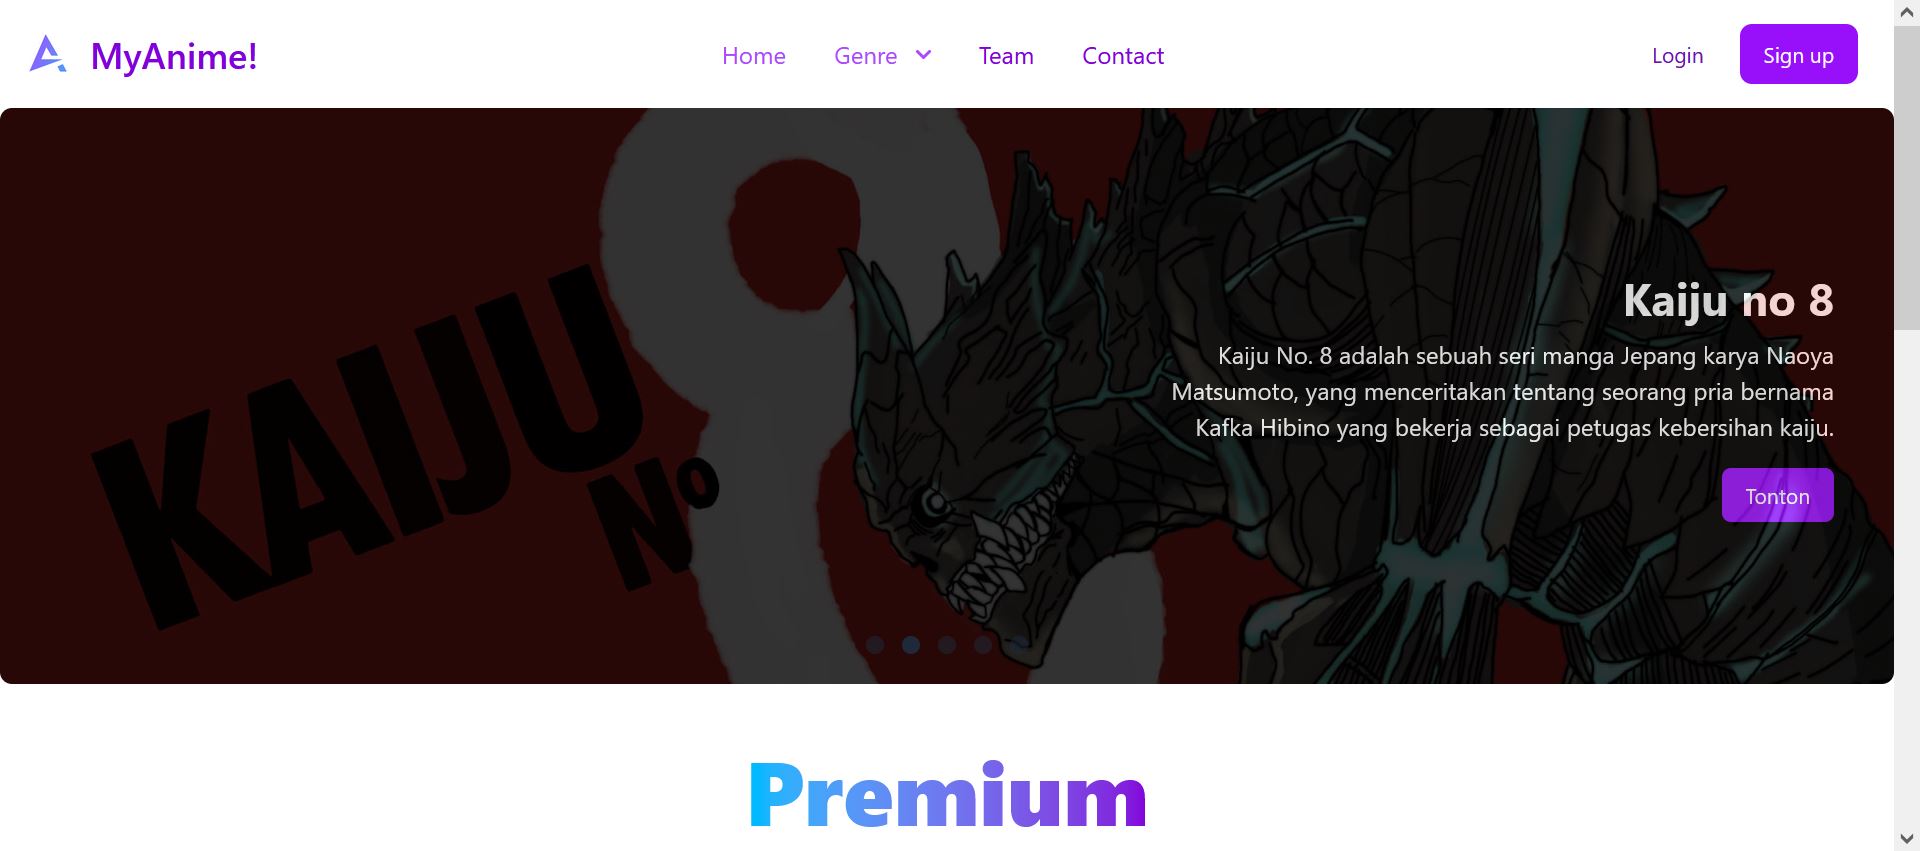 MyAnime!
Home
Genre
Team
Contact
Login
Sign up
KAIJU
No
Kaiju no 8
Kaiju No. 8 adalah sebuah seri manga Jepang karya Naoya
Matsumoto, yang menceritakan tentang seorang pria bernama
Kafka Hibino yang bekerja sebagai petugas kebersihan kaiju.
Tonton
Premium